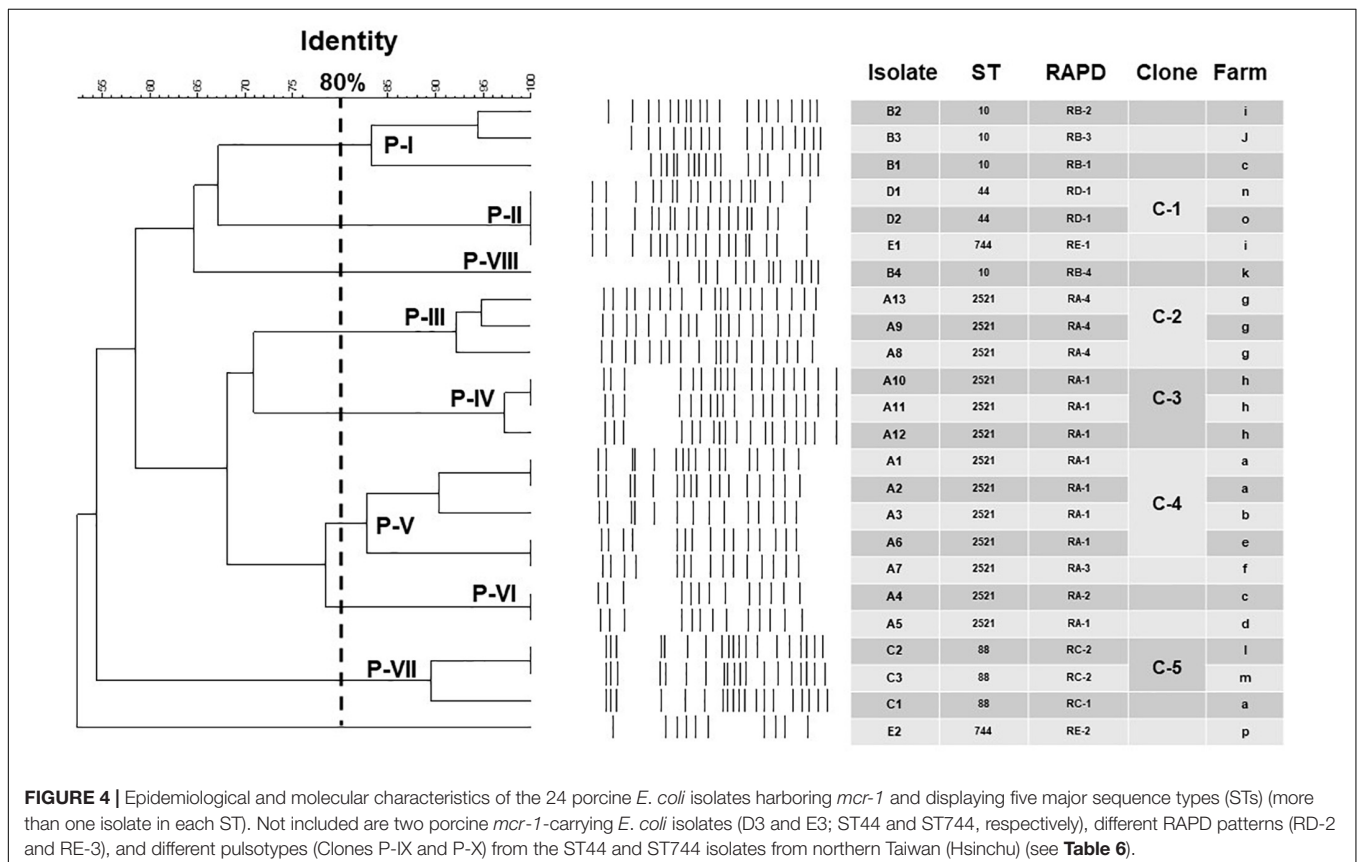 Identity
80%
55 60 65 70 75 85 90 95 100
P-I
P-II
P-VIII
P-III
P-IV
P-V
P-VI
P-VII
Isolate ST RAPD Clone Farm
B2 10 RB-2 i
B3 10 RB-3 J
B1 10 RB-1 c
D1 44 RD-1 n
C-1
D2 44 RD-1 o
E1 744 RE-1 i
B4 10 RB-4 k
A13 2521 RA-4 g
C-2
A9 2521 RA-4 g
A8 2521 RA-4 g
A10 2521 RA-1 h
C-3
A11 2521 RA-1 h
A12 2521 RA-1 h
A1 2521 RA-1 a
A2 2521 RA-1 a
C-4
A3 2521 RA-1 b
A6 2521 RA-1 e
A7 2521 RA-3 f
A4 2521 RA-2 c
A5 2521 RA-1 d
C2 88 RC-2 l
C-5
C3 88 RC-2 m
C1 88 RC-1 a
E2 744 RE-2 p
FIGURE 4 | Epidemiological and molecular characteristics of the 24 porcine E. coli isolates harboring mcr-1 and displaying five major sequence types (STs) (more
than one isolate in each ST). Not included are two porcine mcr-1-carrying E. coli isolates (D3 and E3; ST44 and ST744, respectively), different RAPD patterns (RD-2
and RE-3), and different pulsotypes (Clones P-IX and P-X) from the ST44 and ST744 isolates from northern Taiwan (Hsinchu) (see Table 6).